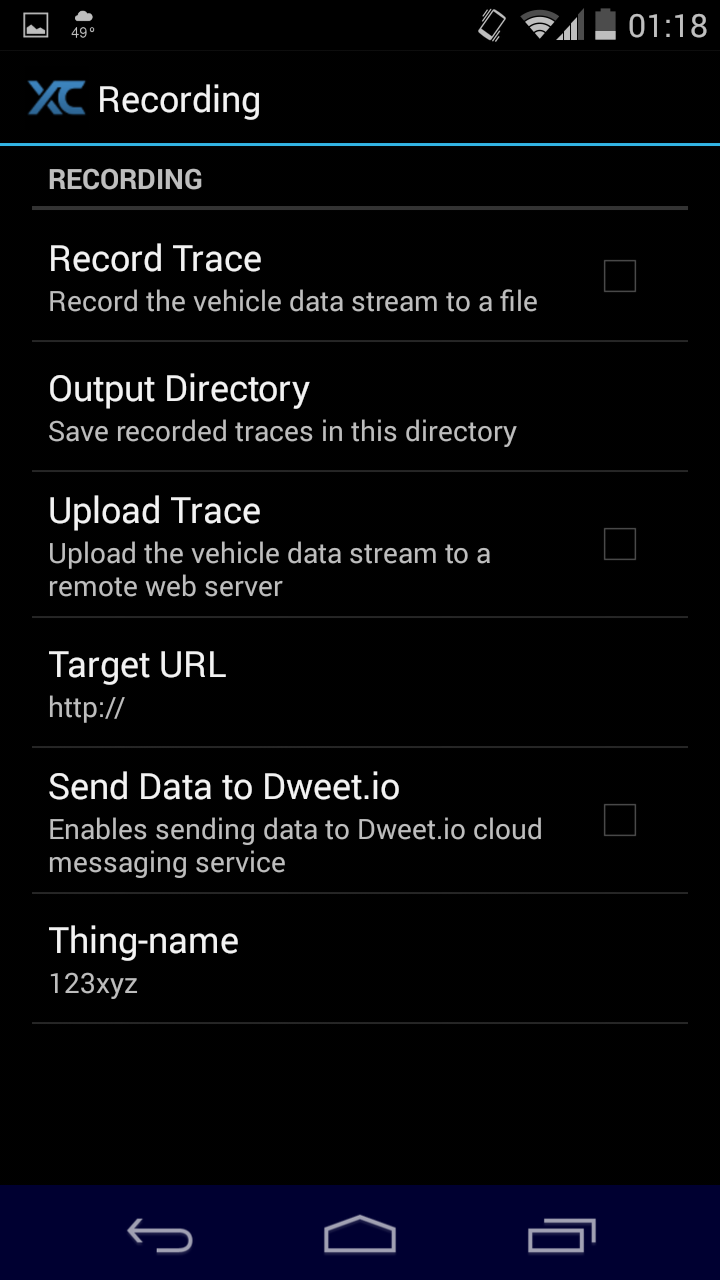 49°
01:18
XC Recording
RECORDING
Record Trace
Record the vehicle data stream to a file
Output Directory
Save recorded traces in this directory
Upload Trace
Upload the vehicle data stream to a
remote web server
Target URL
http://
Send Data to Dweet.io
Enables sending data to Dweet.io cloud
messaging service
Thing-name
123xyz